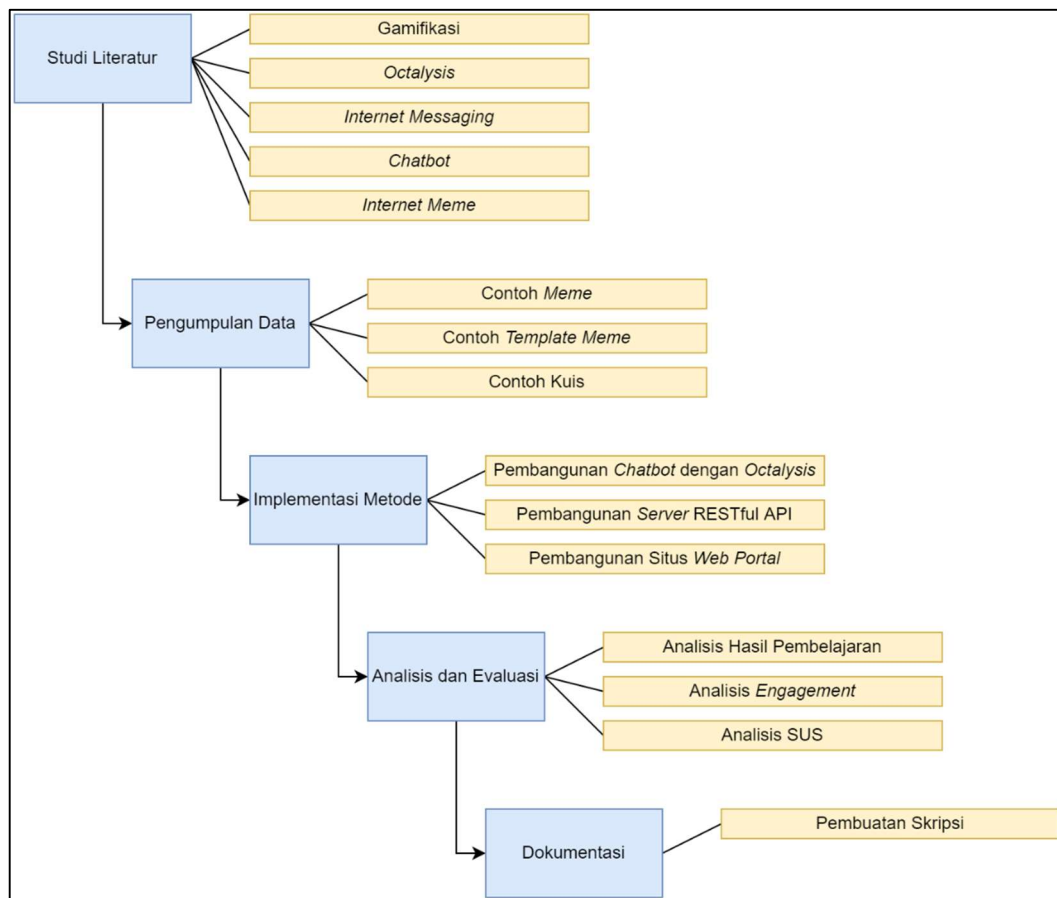 Studi Literatur
Gamifikasi
Octalysis
Internet Messaging
Chatbot
Internet Meme
Pengumpulan Data
Contoh Meme
Contoh Template Meme
Contoh Kuis
Implementasi Metode
Pembangunan Chatbot dengan Octalysis
Pembangunan Server RESTful API
Pembangunan Situs Web Portal
Analisis dan Evaluasi
Analisis Hasil Pembelajaran
Analisis Engagement
Analisis SUS
Dokumentasi
Pembuatan Skripsi